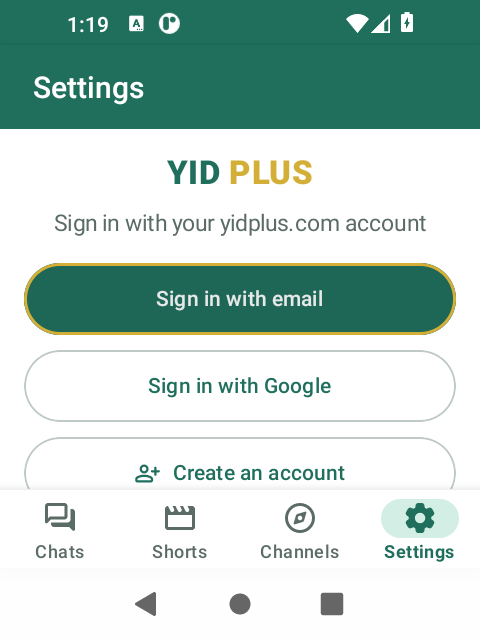 1:19
Settings
YID PLUS
Sign in with your yidplus.com account
Sign in with email
Sign in with Google
Create an account
Chats
Shorts
Channels
Settings